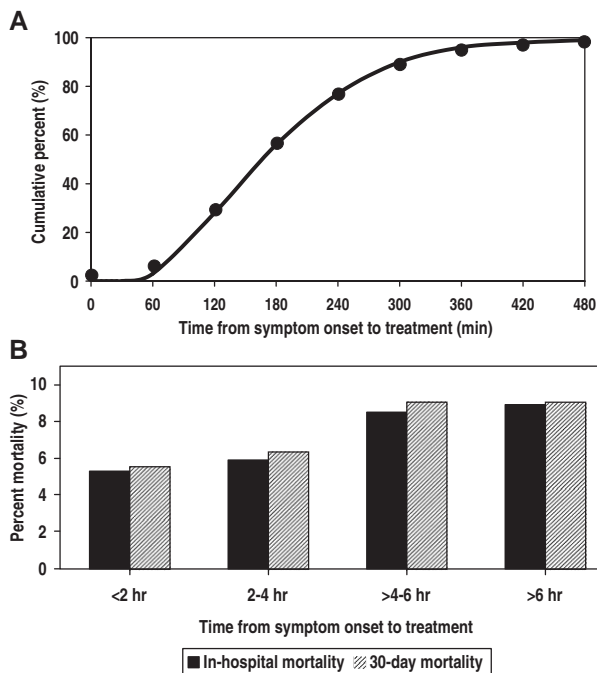 A
Cumulative percent (%)
100
80
60
40
20
0
0 60 120 180 240 300 360 420 480
Time from symptom onset to treatment (min)
B
Percent mortality (%)
10
8
6
4
2
0
<2 hr 2-4 hr >4-6 hr >6 hr
Time from symptom onset to treatment
In-hospital mortality 30-day mortality